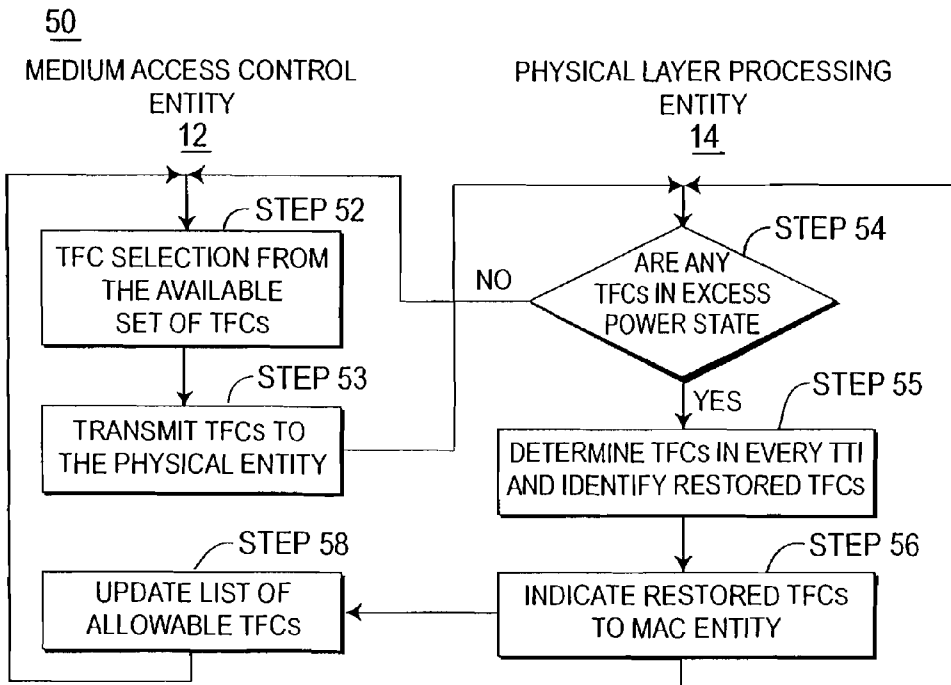 50
MEDIUM ACCESS CONTROL
ENTITY
12
PHYSICAL LAYER PROCESSING
ENTITY
14
STEP 52
TFC SELECTION FROM
THE AVAILABLE
SET OF TFCs
STEP 53
TRANSMIT TFCs TO
THE PHYSICAL ENTITY
STEP 54
ARE ANY
TFCs IN EXCESS
POWER STATE
NO
YES
STEP 55
DETERMINE TFCs IN EVERY TTI
AND IDENTIFY RESTORED TFCs
STEP 56
INDICATE RESTORED TFCs
TO MAC ENTITY
STEP 58
UPDATE LIST OF
ALLOWABLE TFCs